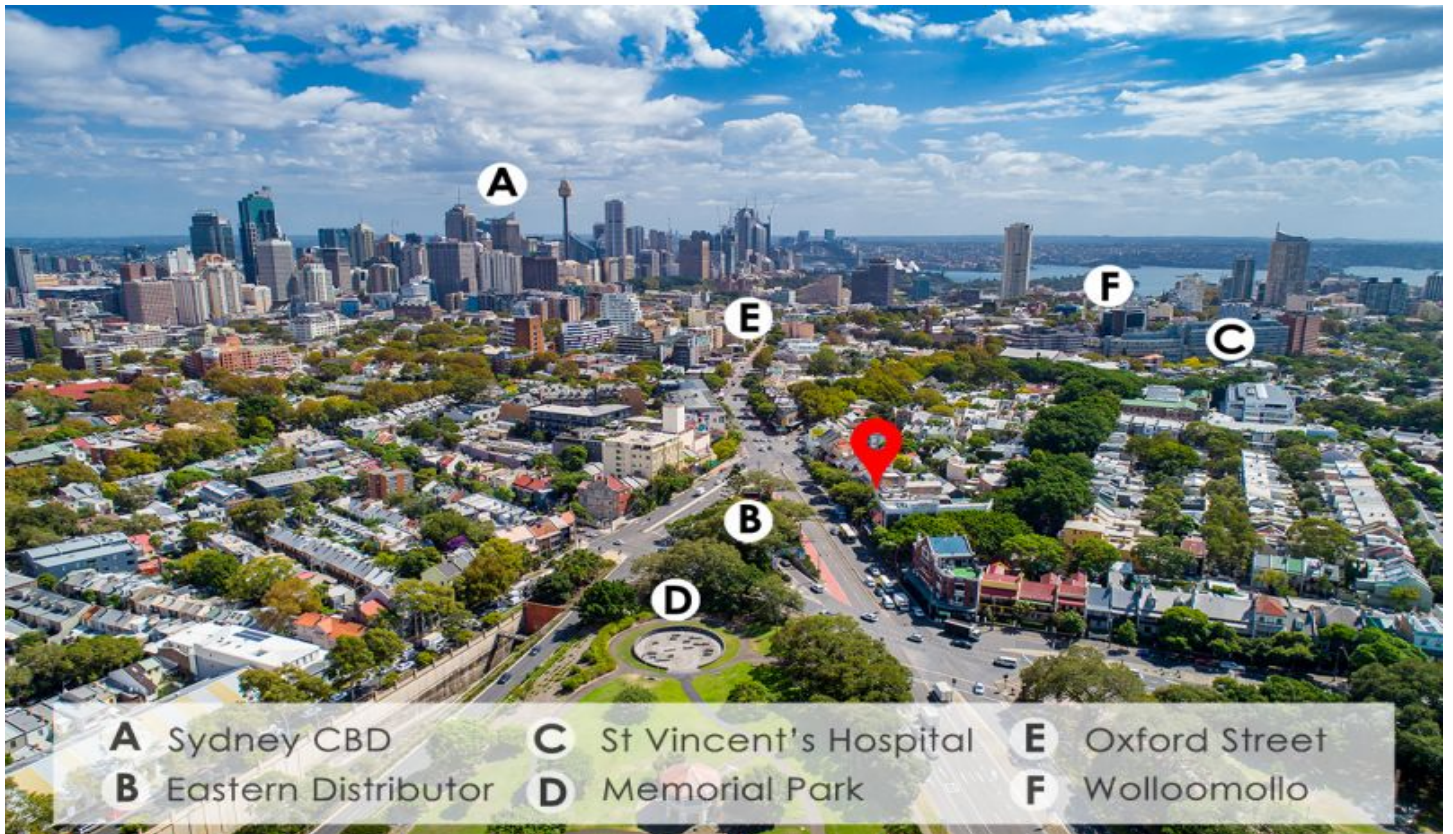 A
F
E
C
B
D
A Sydney CBD C St Vincent's Hospital E Oxford Street
B Eastern Distributor D Memorial Park F Wolloomollo